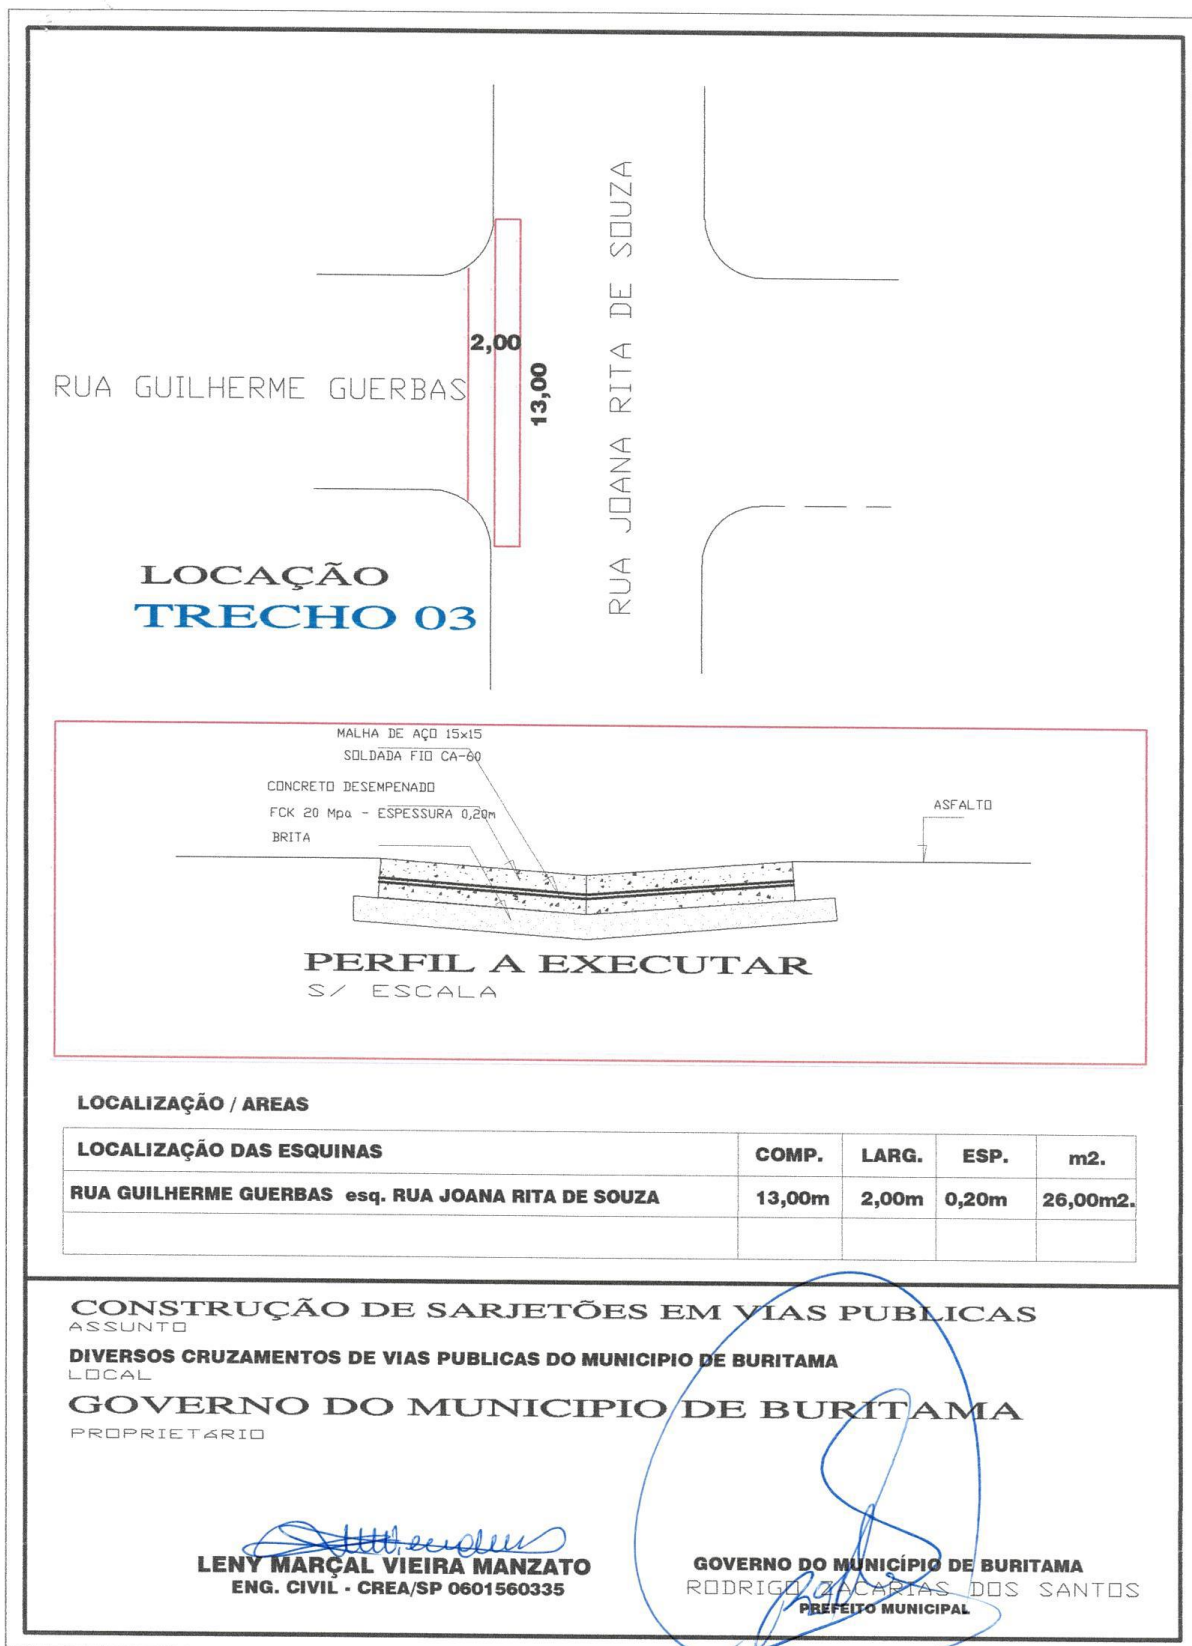 RUA JOANA RITA DE SOUZA
2,00
13,00
RUA GUILHERME GUERBAS
LOCAÇÃO
TRECHO 03
MALHA DE AÇO 15x15
SOLDADA FIO CA-60
CONCRETO DESEMPENADO
FCK 20 Mpa - ESPESSURA 0,20m
BRITA
ASFALTO
PERFIL A EXECUTAR
S/ ESCALA
LOCALIZAÇÃO / AREAS
LOCALIZAÇÃO DAS ESQUINAS COMP. LARG. ESP. m2.
RUA GUILHERME GUERBAS esq. RUA JOANA RITA DE SOUZA 13,00m 2,00m 0,20m 26,00m2.
CONSTRUÇÃO DE SARJETÕES EM VIAS PUBLICAS
ASSUNTO
DIVERSOS CRUZAMENTOS DE VIAS PUBLICAS DO MUNICIPIO DE BURITAMA
LOCAL
GOVERNO DO MUNICIPIO DE BURITAMA
PROPRIETÁRIO
LENY MARÇAL VIEIRA MANZATO
ENG. CIVIL - CREA/SP 0601560335
GOVERNO DO MUNICÍPIO DE BURITAMA
RODRIGO ZACARIAS DOS SANTOS
PREFEITO MUNICIPAL